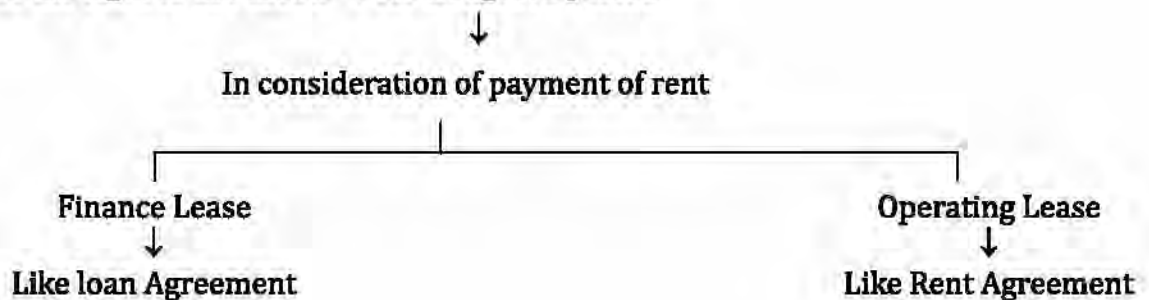 ↓
In consideration of payment of rent
Finance Lease Operating Lease
↓ ↓
Like loan Agreement Like Rent Agreement